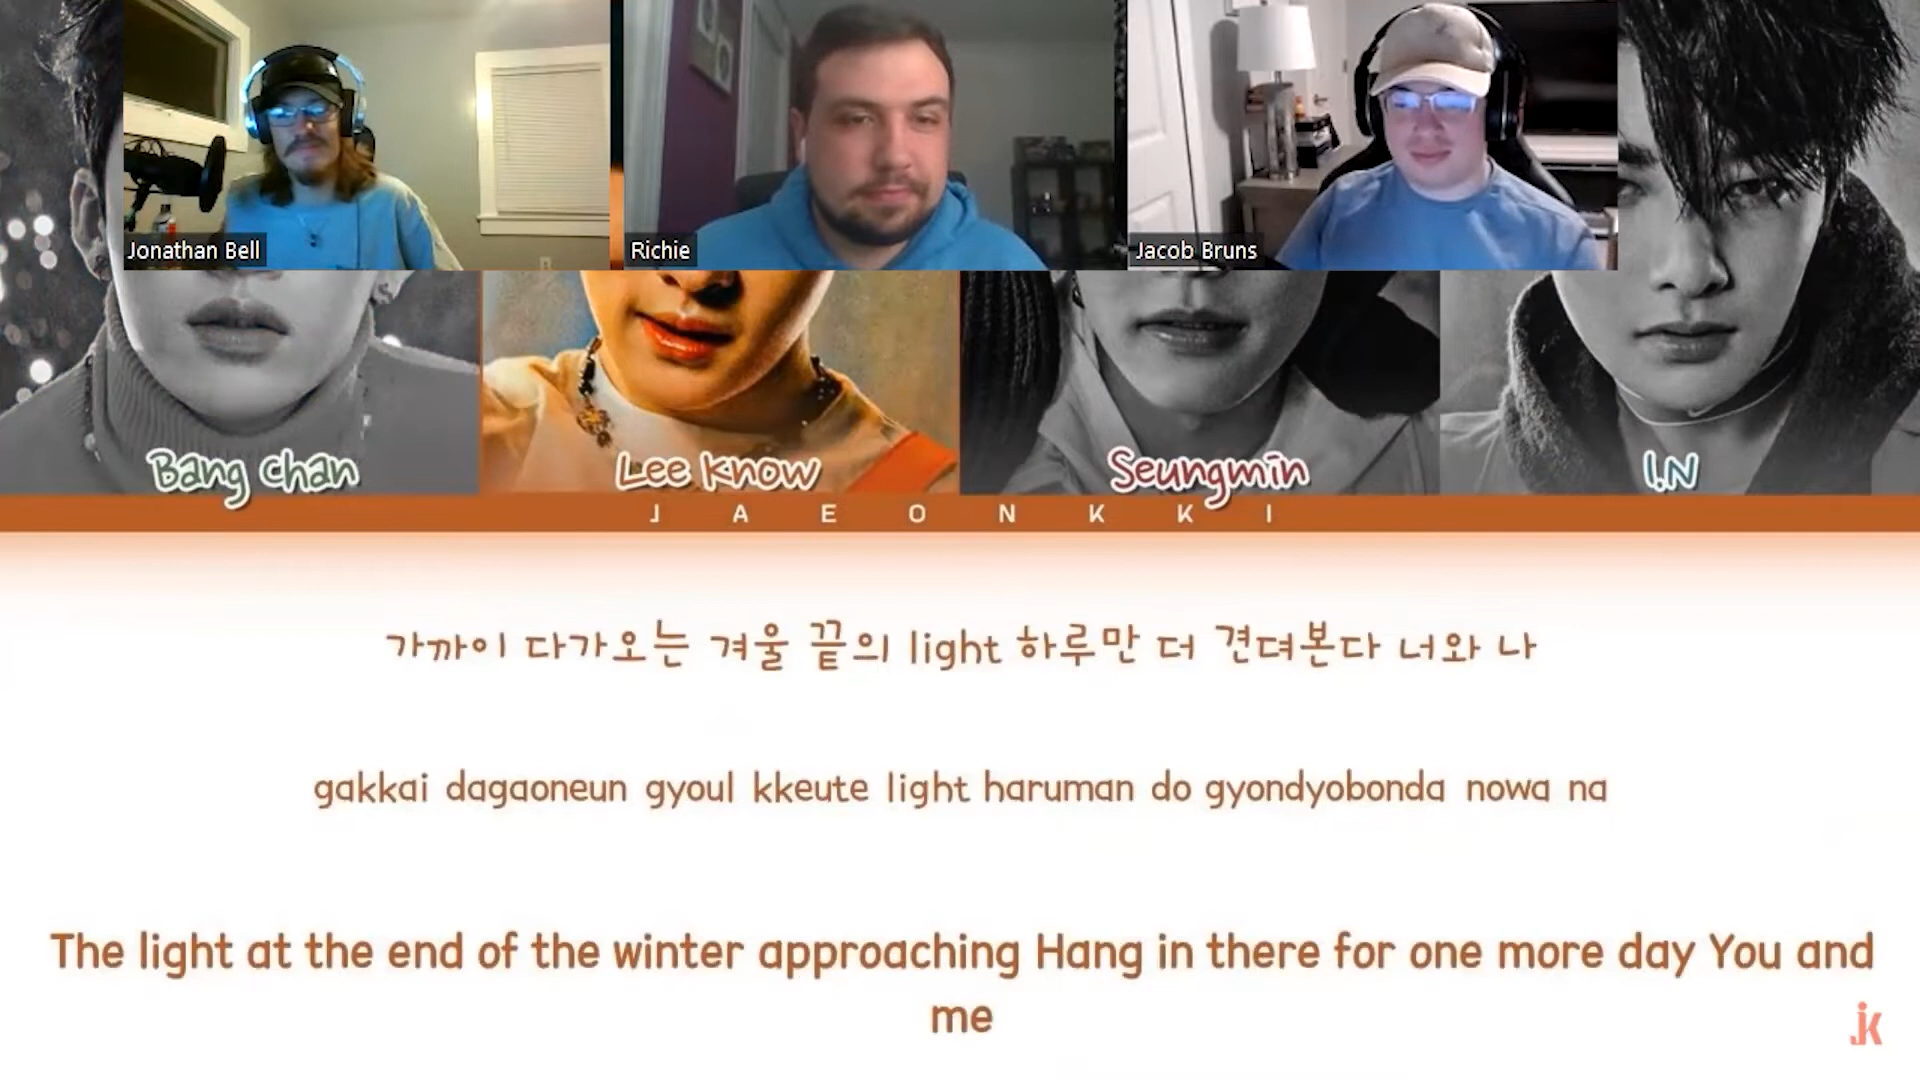 Jonathan Bell
Richie
Jacob Bruns
Bang Chan
Lee Know
Seungmin
I.N
JAEONKKI
가까이 다가오는 겨울 끝의 light 하루만 더 견뎌본다 너와 나
gakkai dagaoneun gyoul kkeute light haruman do gyondyobonda nowa na
The light at the end of the winter approaching Hang in there for one more day You and
me
jk